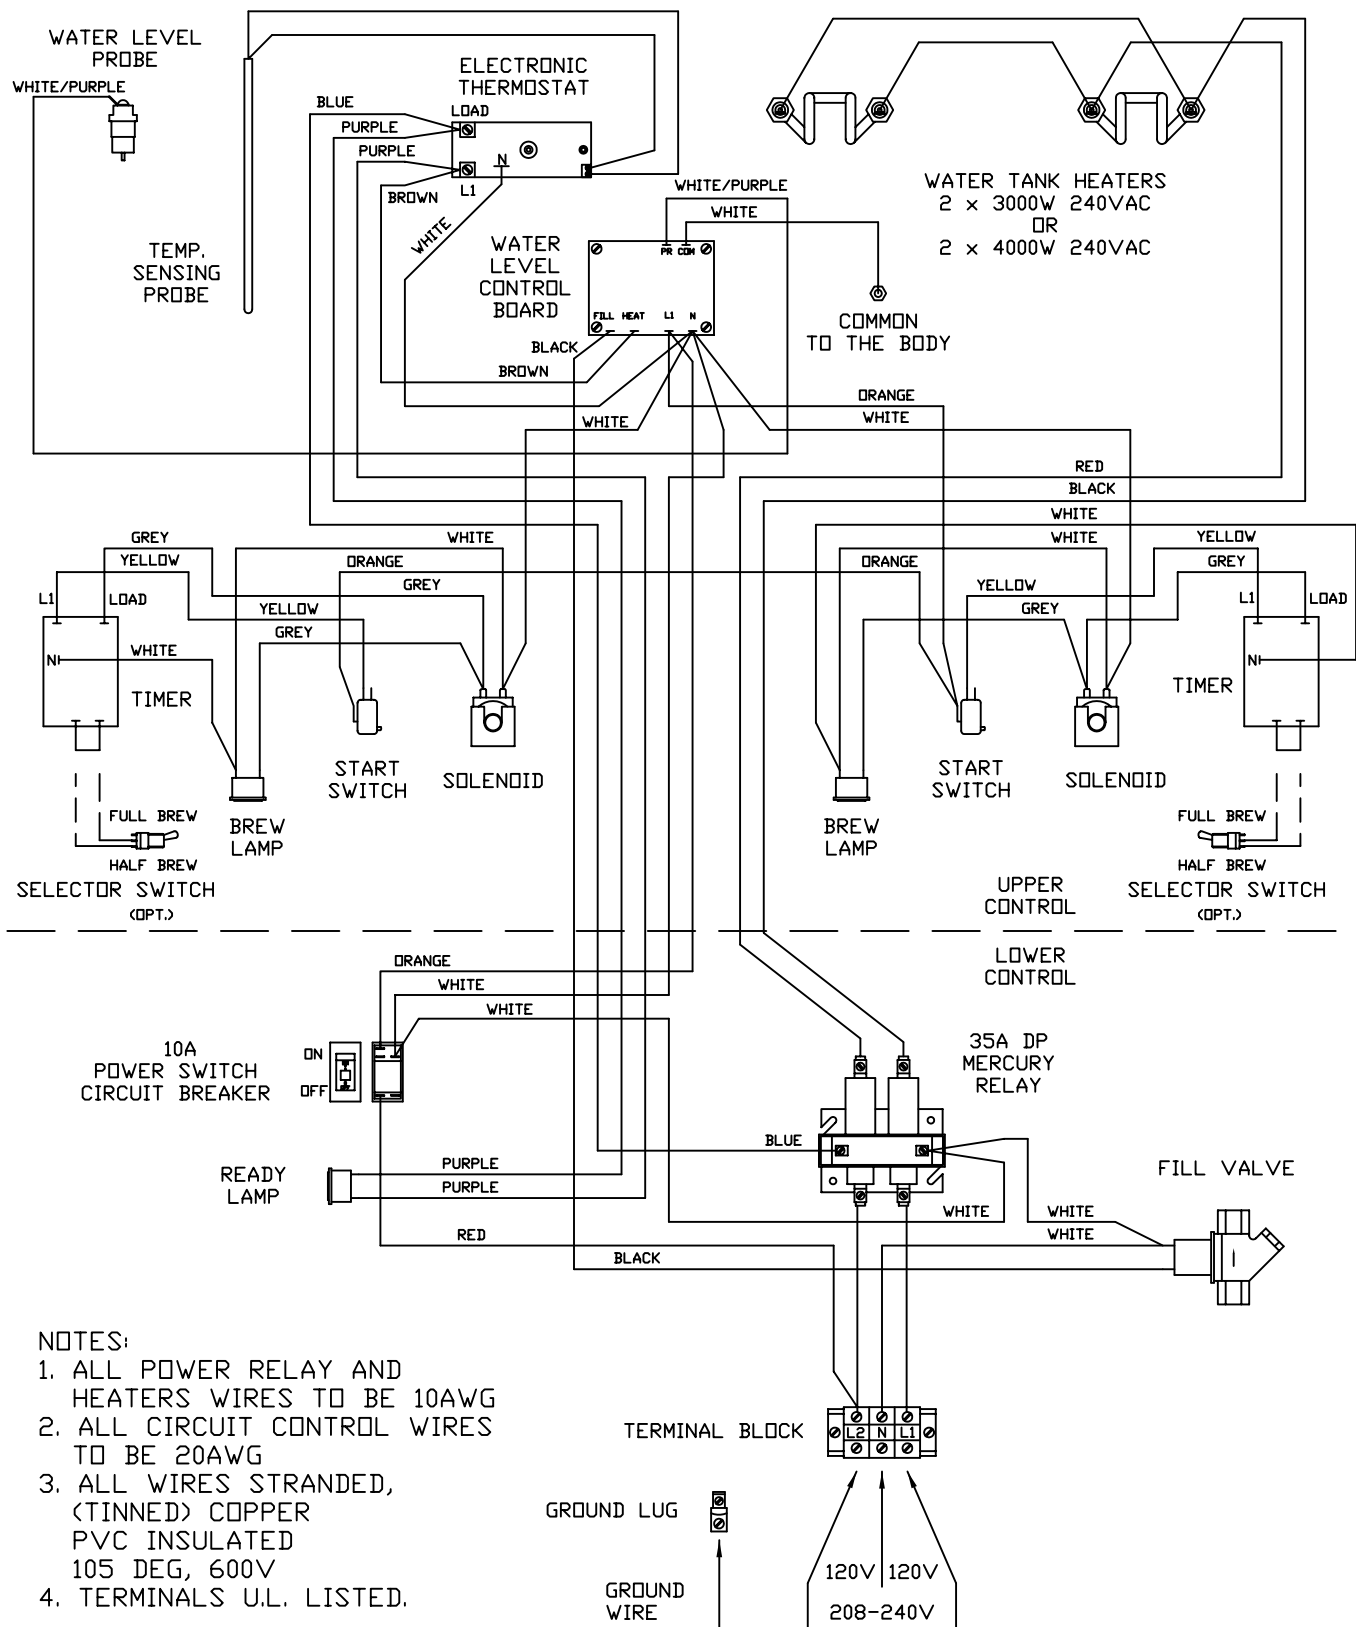 WATER LEVEL
PROBE
WHITE/PURPLE
ELECTRONIC
THERMOSTAT
BLUE
LOAD
PURPLE
PURPLE
N
L1
BROWN
WHITE
TEMP.
SENSING
PROBE
WATER
LEVEL
CONTROL
BOARD
WHITE/PURPLE
WHITE
PR COM
FILL HEAT L1 N
WATER TANK HEATERS
2 x 3000W 240VAC
OR
2 x 4000W 240VAC
COMMON
TO THE BODY
BLACK
BROWN
WHITE
ORANGE
WHITE
RED
BLACK
WHITE
GREY
YELLOW
L1
LOAD
N
WHITE
TIMER
WHITE
ORANGE
GREY
YELLOW
GREY
START
SWITCH
SOLENOID
FULL BREW
HALF BREW
SELECTOR SWITCH
(OPT.)
BREW
LAMP
WHITE
ORANGE
YELLOW
GREY
YELLOW
GREY
L1
LOAD
N
TIMER
START
SWITCH
SOLENOID
BREW
LAMP
FULL BREW
HALF BREW
SELECTOR SWITCH
(OPT.)
UPPER
CONTROL
LOWER
CONTROL
ORANGE
WHITE
WHITE
10A
POWER SWITCH
CIRCUIT BREAKER
ON
OFF
35A DP
MERCURY
RELAY
BLUE
READY
LAMP
PURPLE
PURPLE
FILL VALVE
WHITE
WHITE
WHITE
RED
BLACK
NOTES:
1. ALL POWER RELAY AND
HEATERS WIRES TO BE 10AWG
2. ALL CIRCUIT CONTROL WIRES
TO BE 20AWG
3. ALL WIRES STRANDED,
(TINNED) COPPER
PVC INSULATED
105 DEG, 600V
4. TERMINALS U.L. LISTED.
TERMINAL BLOCK
L2 N L1
GROUND LUG
GROUND
WIRE
120V 120V
208-240V